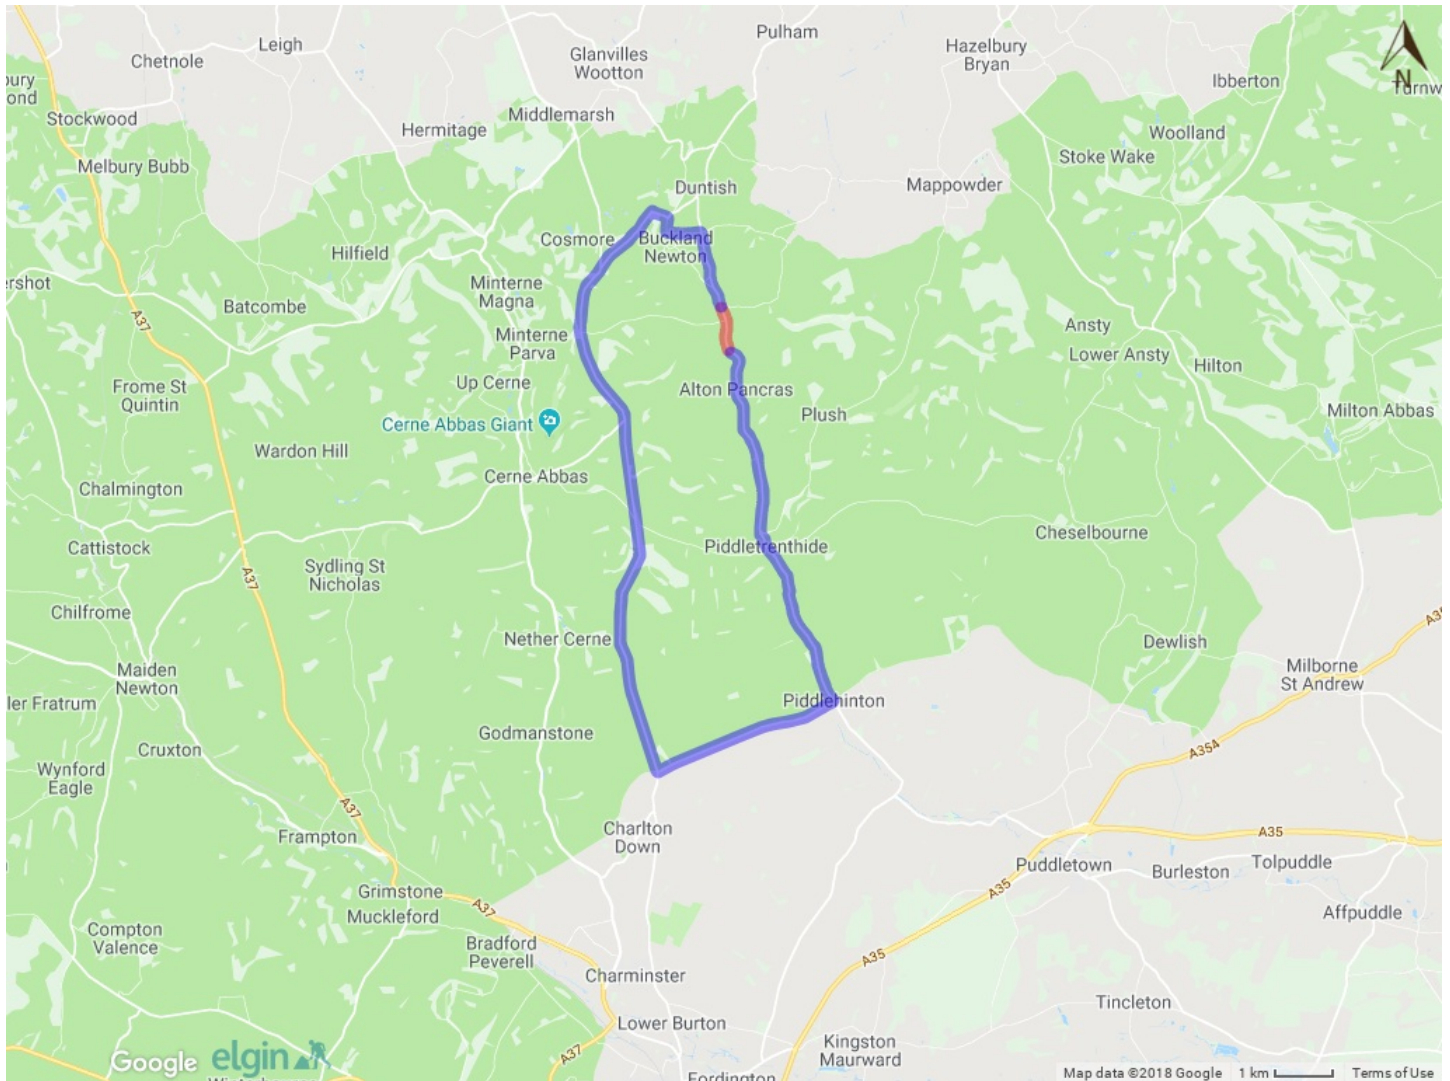 Pulham
Leigh
Hazelbury
Bryan
Glanvilles
Wootton
Chetnole
Ibberton
Stockwood
Middlemarsh
Hermitage
Woolland
Melbury Bubb
Stoke Wake
Mappowder
Duntish
N
Hilfield
Cosmore
Buckland
Newton
Minterne
Magna
Batcombe
A37
Minterne
Parva
Ansty
Lower Ansty
Hilton
Frome St
Quintin
Up Cerne
Alton Pancras
Plush
Milton Abbas
Cerne Abbas Giant
Wardon Hill
Cerne Abbas
Chalmington
Cattistock
Piddletrenthide
Cheselbourne
Sydling St
Nicholas
A37
Chilfrome
Nether Cerne
Dewlish
Maiden
Newton
Milborne
St Andrew
ler Fratrum
Piddlehinton
Godmanstone
Cruxton
A354
Wynford
Eagle
A37
Frampton
Charlton
Down
A35
Puddletown
Burleston
Tolpuddle
Grimstone
Muckleford
A37
A35
Affpuddle
Compton
Valence
Bradford
Peverell
A35
Charminster
Tincleton
Lower Burton
Kingston
Maurward
A37
Google
elgin
Fordington
Map data ©2018 Google
1 km
Terms of Use